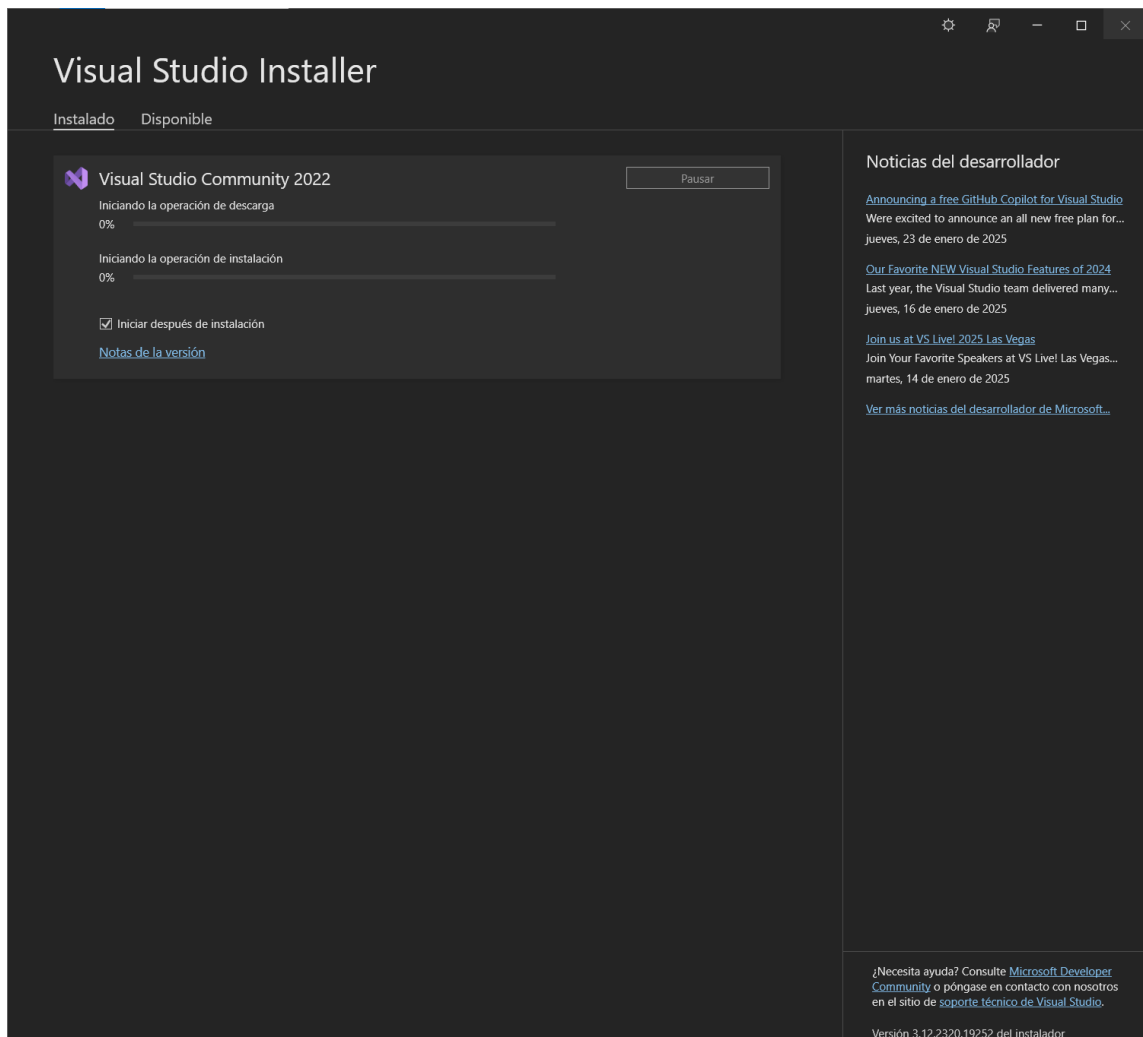 Visual Studio Installer
Instalado
Disponible
Visual Studio Community 2022
Pausar
Iniciando la operación de descarga
0%
Iniciando la operación de instalación
0%
Iniciar después de instalación
Notas de la versión
Noticias del desarrollador
Announcing a free GitHub Copilot for Visual Studio
Were excited to announce an all new free plan for...
jueves, 23 de enero de 2025
Our Favorite NEW Visual Studio Features of 2024
Last year, the Visual Studio team delivered many...
jueves, 16 de enero de 2025
Join us at VS Live! 2025 Las Vegas
Join Your Favorite Speakers at VS Live! Las Vegas...
martes, 14 de enero de 2025
Ver más noticias del desarrollador de Microsoft...
¿Necesita ayuda? Consulte Microsoft Developer
Community o póngase en contacto con nosotros
en el sitio de soporte técnico de Visual Studio.
Versión 3.12.2320.19252 del instalador